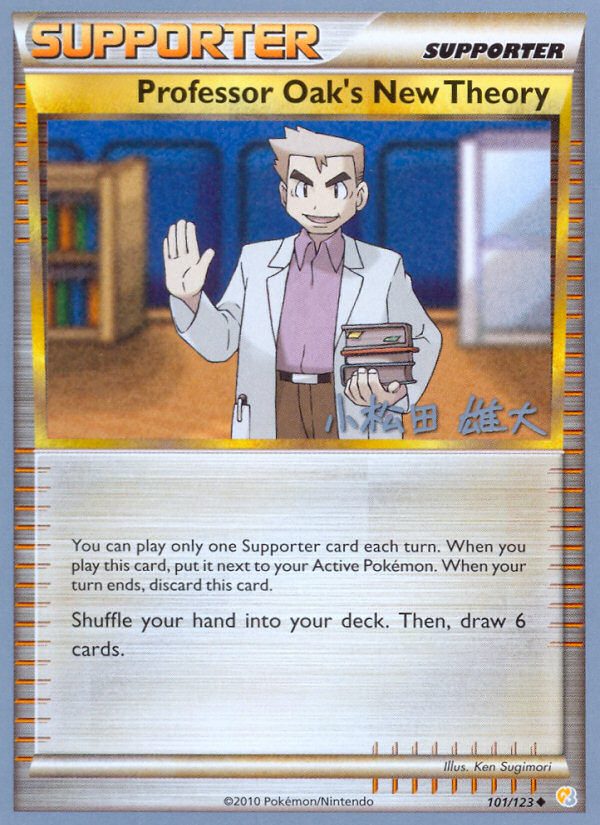 SUPPORTER
SUPPORTER
Professor Oak's New Theory
小松田 雄大
You can play only one Supporter card each turn. When you
play this card, put it next to your Active Pokémon. When your
turn ends, discard this card.
Shuffle your hand into your deck. Then, draw 6
cards.
Illus. Ken Sugimori
©2010 Pokémon/Nintendo
101/123